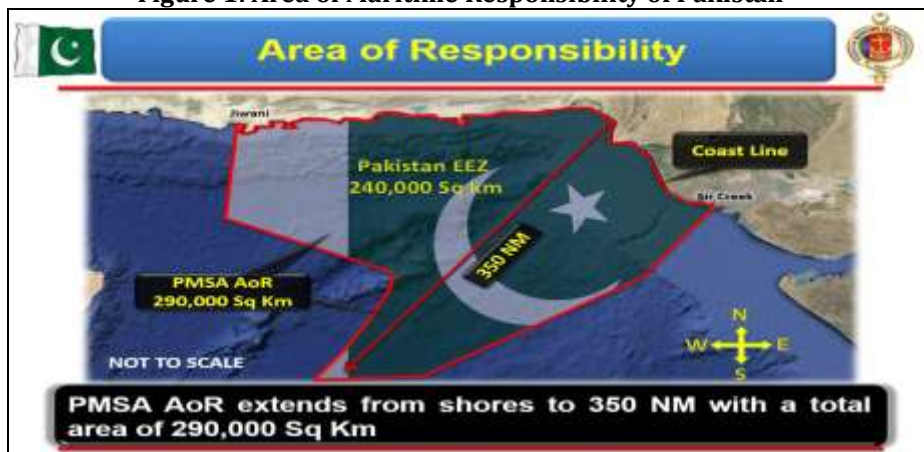 Figure 1: Area of Maritime Responsibility of Pakistan
Area of Responsibility
Jiwani
Coast Line
Pakistan EEZ
240,000 Sq Km
Sir Creek
350 NM
PMSA AoR
290,000 Sq Km
N
W E
S
NOT TO SCALE
PMSA AoR extends from shores to 350 NM with a total
area of 290,000 Sq Km